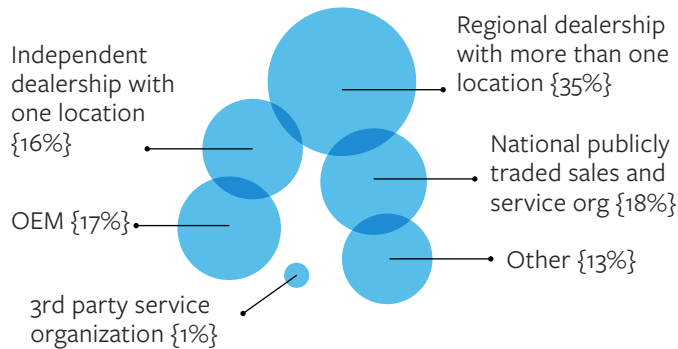 Regional dealership
with more than one
location {35%}
Independent
dealership with
one location
{16%}
National publicly
traded sales and
service org {18%}
OEM {17%}
Other {13%}
3rd party service
organization {1%}